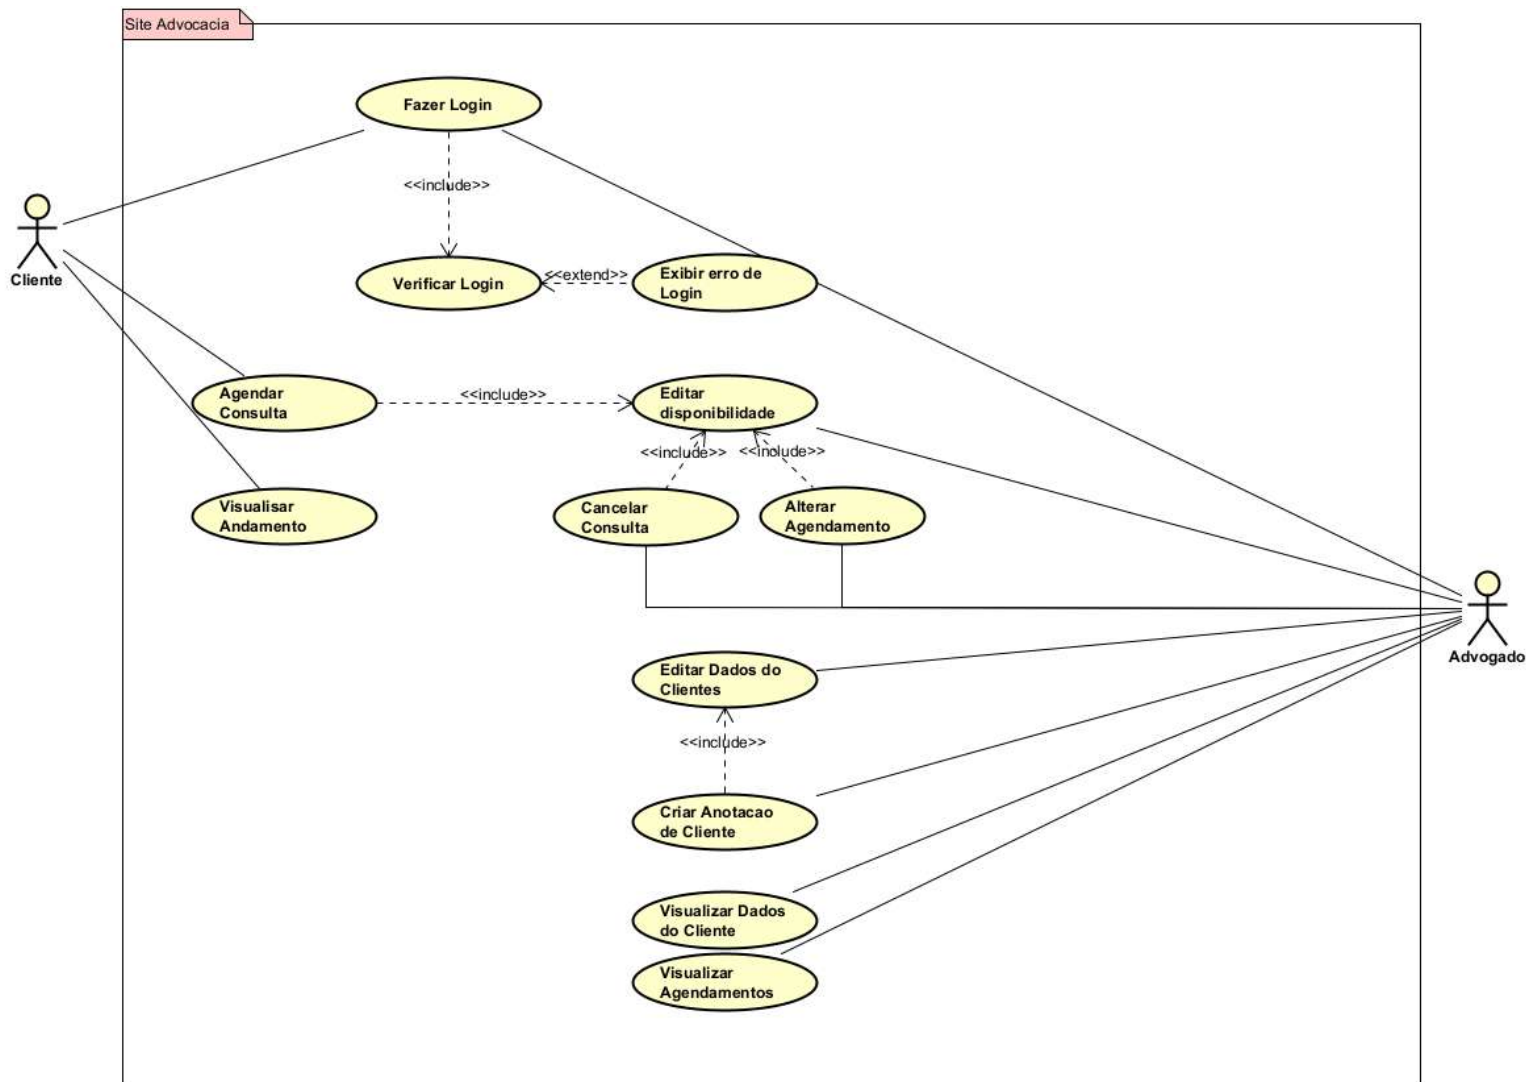 Site Advocacia
Fazer Login
<<include>>
Cliente
Verificar Login
<<extend>>
Exibir erro de
Login
Agendar
Consulta
<<include>>
Editar
disponibilidade
<<include>>
<<include>>
Visualisar
Andamento
Cancelar
Consulta
Alterar
Agendamento
Advogado
Editar Dados do
Clientes
<<include>>
Criar Anotacao
de Cliente
Visualizar Dados
do Cliente
Visualizar
Agendamentos